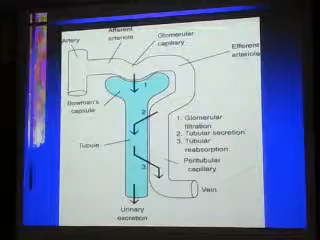 Afferent
arteriole
Glomerular
capillary
Artery
Efferent
arteriole
1
Bowman's
capsule
2
1. Glomerular
filtration
2. Tubular secretion
3. Tubular
reabsorption
Tubule
3
Peritubular
capillary
Vein
Urinary
excretion